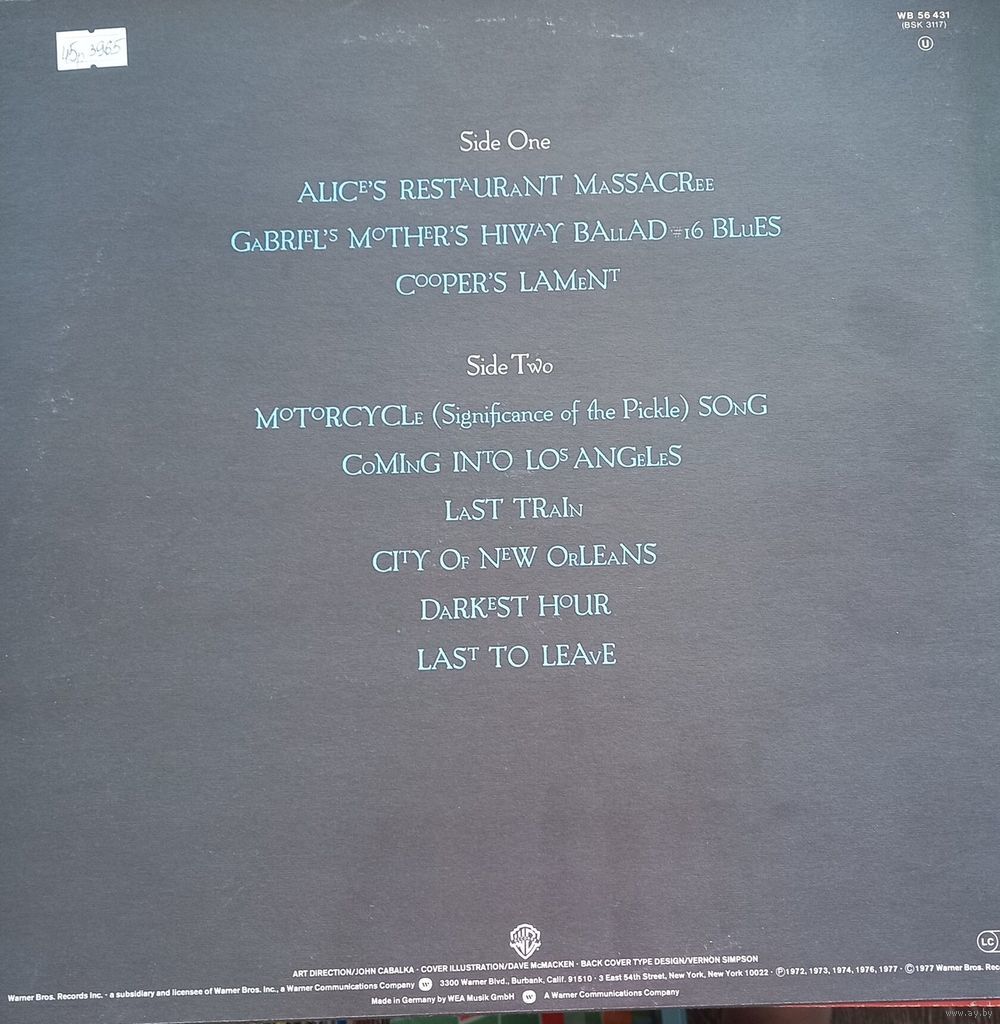 WB 56 431
(BSK 3117)
U
Side One
ALICE'S RESTAURANT MASSACREE
GABRIEL'S MOTHER'S HIWAY BALLAD #16 BLUES
COOPER'S LAMENT
Side Two
MOTORCYCLE (Significance of the Pickle) SONG
COMING INTO LOS ANGELES
LAST TRAIN
CITY OF NEW ORLEANS
DARKEST HOUR
LAST TO LEAVE
LC
ART DIRECTION/JOHN CABALKA · COVER ILLUSTRATION/DAVE McMACKEN · BACK COVER TYPE DESIGN/VERNON SIMPSON
Warner Bros. Records Inc. · a subsidiary and licensee of Warner Bros. Inc., a Warner Communications Company W 3300 Warner Blvd., Burbank, Calif. 91510 · 3 East 54th Street, New York, New York 10022 · ℗1972, 1973, 1974, 1976, 1977 · ©1977 Warner Bros. Rec
Made in Germany by WEA Musik GmbH W A Warner Communications Company
www.ay.by